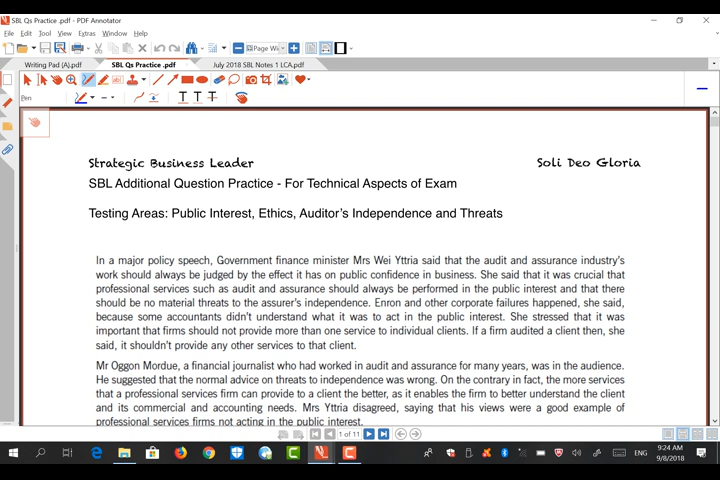 SBL Qs Practice .pdf - PDF Annotator
File Edit Tool View Extras Window Help
Page Wi
Writing Pad (A).pdf SBL Qs Practice .pdf July 2018 SBL Notes 1 LCA.pdf
Pen
Strategic Business Leader Soli Deo Gloria
SBL Additional Question Practice - For Technical Aspects of Exam
Testing Areas: Public Interest, Ethics, Auditor's Independence and Threats
In a major policy speech, Government finance minister Mrs Wei Yttria said that the audit and assurance industry's
work should always be judged by the effect it has on public confidence in business. She said that it was crucial that
professional services such as audit and assurance should always be performed in the public interest and that there
should be no material threats to the assurer's independence. Enron and other corporate failures happened, she said,
because some accountants didn't understand what it was to act in the public interest. She stressed that it was
important that firms should not provide more than one service to individual clients. If a firm audited a client then, she
said, it shouldn't provide any other services to that client.
Mr Oggon Mordue, a financial journalist who had worked in audit and assurance for many years, was in the audience.
He suggested that the normal advice on threats to independence was wrong. On the contrary in fact, the more services
that a professional services firm can provide to a client the better, as it enables the firm to better understand the client
and its commercial and accounting needs. Mrs Yttria disagreed, saying that his views were a good example of
professional services firms not acting in the public interest.
1 of 11
ENG
9:24 AM
9/8/2018